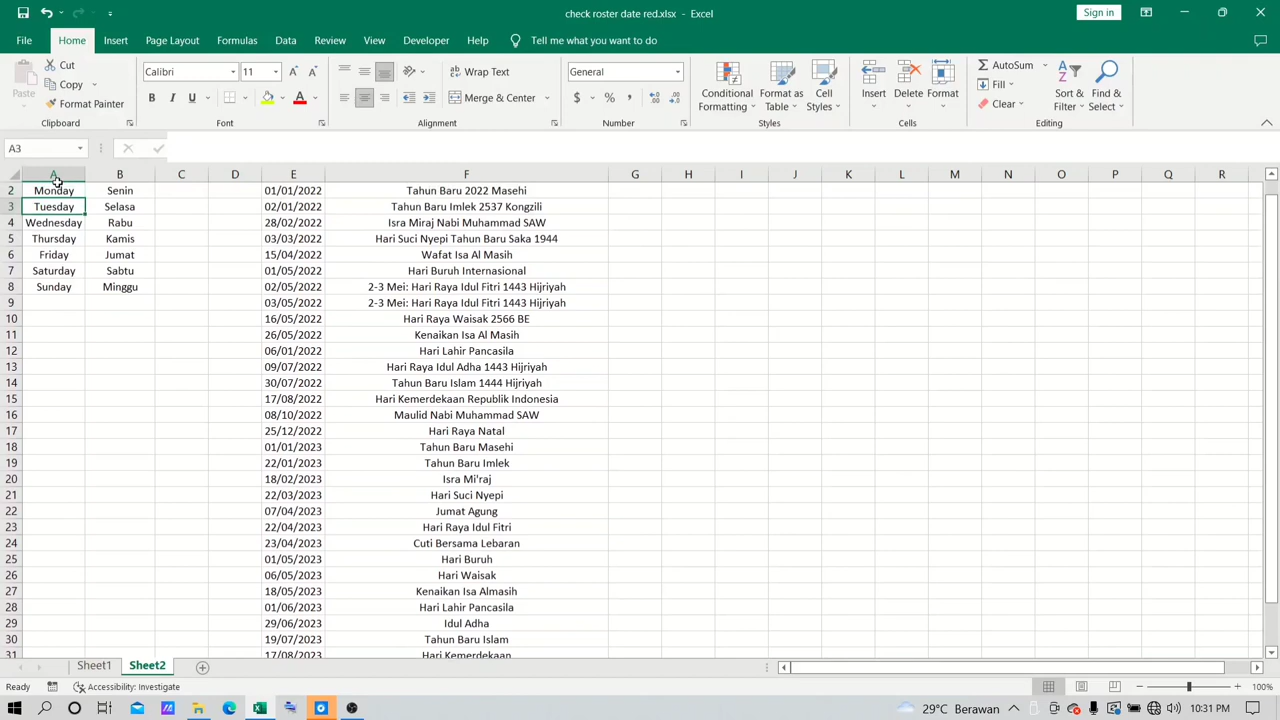 check roster date red.xlsx - Excel
Sign in
File Home Insert Page Layout Formulas Data Review View Developer Help Tell me what you want to do
Paste
Cut
Copy
Format Painter
Clipboard
Calibri 11
B I U
Font
Wrap Text
Merge & Center
Alignment
General
$ % ,
Number
Conditional Formatting
Format as Table
Cell Styles
Styles
Insert
Delete
Format
Cells
AutoSum
Fill
Clear
Sort & Filter
Find & Select
Editing
A3
A B C D E F G H I J K L M N O P Q R
2 Monday Senin 01/01/2022 Tahun Baru 2022 Masehi
3 Tuesday Selasa 02/01/2022 Tahun Baru Imlek 2537 Kongzili
4 Wednesday Rabu 28/02/2022 Isra Miraj Nabi Muhammad SAW
5 Thursday Kamis 03/03/2022 Hari Suci Nyepi Tahun Baru Saka 1944
6 Friday Jumat 15/04/2022 Wafat Isa Al Masih
7 Saturday Sabtu 01/05/2022 Hari Buruh Internasional
8 Sunday Minggu 02/05/2022 2-3 Mei: Hari Raya Idul Fitri 1443 Hijriyah
9 03/05/2022 2-3 Mei: Hari Raya Idul Fitri 1443 Hijriyah
10 16/05/2022 Hari Raya Waisak 2566 BE
11 26/05/2022 Kenaikan Isa Al Masih
12 06/01/2022 Hari Lahir Pancasila
13 09/07/2022 Hari Raya Idul Adha 1443 Hijriyah
14 30/07/2022 Tahun Baru Islam 1444 Hijriyah
15 17/08/2022 Hari Kemerdekaan Republik Indonesia
16 08/10/2022 Maulid Nabi Muhammad SAW
17 25/12/2022 Hari Raya Natal
18 01/01/2023 Tahun Baru Masehi
19 22/01/2023 Tahun Baru Imlek
20 18/02/2023 Isra Mi'raj
21 22/03/2023 Hari Suci Nyepi
22 07/04/2023 Jumat Agung
23 22/04/2023 Hari Raya Idul Fitri
24 23/04/2023 Cuti Bersama Lebaran
25 01/05/2023 Hari Buruh
26 06/05/2023 Hari Waisak
27 18/05/2023 Kenaikan Isa Almasih
28 01/06/2023 Hari Lahir Pancasila
29 29/06/2023 Idul Adha
30 19/07/2023 Tahun Baru Islam
31 17/08/2023 Hari Kemerdekaan
Sheet1 Sheet2
Ready Accessibility: Investigate 100%
29°C Berawan 10:31 PM